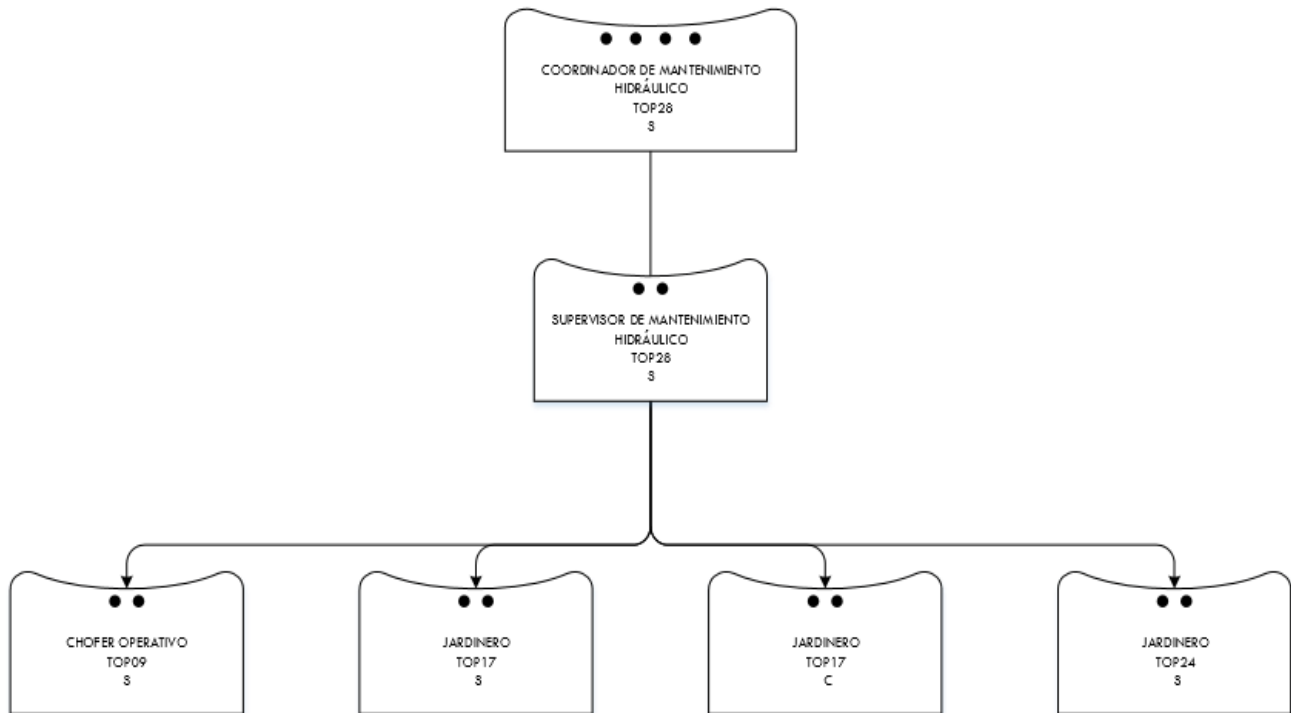 COORDINADOR DE MANTENIMIENTO
HIDRÁULICO
TOP28
S
SUPERVISOR DE MANTENIMIENTO
HIDRÁULICO
TOP28
S
CHOFER OPERATIVO
TOP09
S
JARDINERO
TOP17
S
JARDINERO
TOP17
C
JARDINERO
TOP24
S